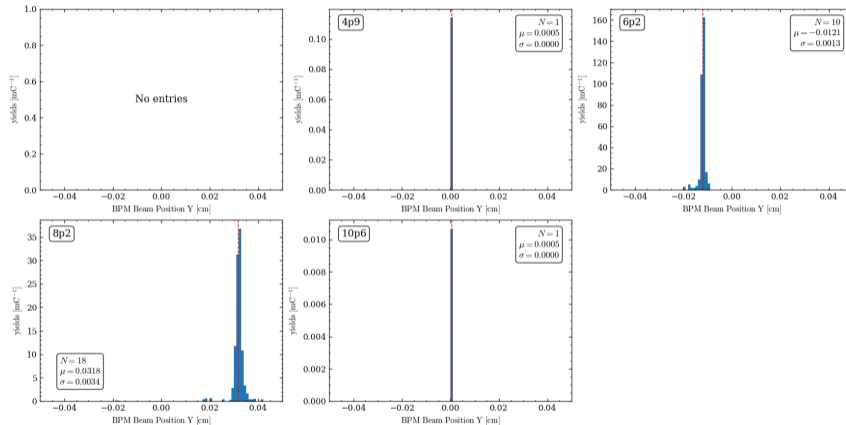 1.0
0.8
0.6
0.4
0.2
0.0
yields [mC⁻¹]
No entries
−0.04 −0.02 0.00 0.02 0.04
BPM Beam Position Y [cm]
4p9
N = 1
μ = 0.0005
σ = 0.0000
0.10
0.08
0.06
0.04
0.02
0.00
yields [mC⁻¹]
−0.04 −0.02 0.00 0.02 0.04
BPM Beam Position Y [cm]
6p2
N = 10
μ = −0.0121
σ = 0.0013
160
140
120
100
80
60
40
20
0
yields [mC⁻¹]
−0.04 −0.02 0.00 0.02 0.04
BPM Beam Position Y [cm]
8p2
35
30
25
20
15
10
5
0
yields [mC⁻¹]
N = 18
μ = 0.0318
σ = 0.0034
−0.04 −0.02 0.00 0.02 0.04
BPM Beam Position Y [cm]
10p6
N = 1
μ = 0.0005
σ = 0.0000
0.010
0.008
0.006
0.004
0.002
0.000
yields [mC⁻¹]
−0.04 −0.02 0.00 0.02 0.04
BPM Beam Position Y [cm]